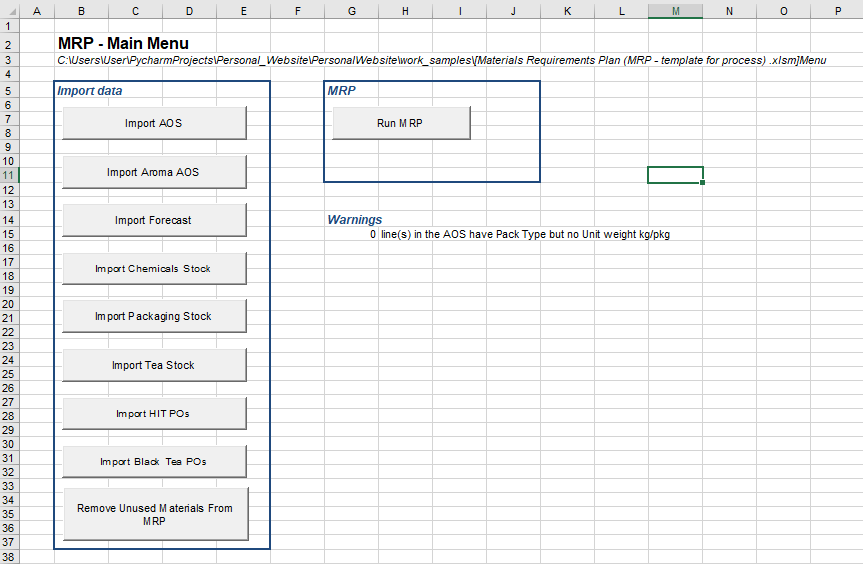 A B C D E F G H I J K L M N O P
1
2 MRP - Main Menu
3 C:\Users\User\PycharmProjects\Personal_Website\PersonalWebsite\work_samples\[Materials Requirements Plan (MRP - template for process) .xlsm]Menu
4
5 Import data MRP
6
7 Import AOS Run MRP
8
9
10
11 Import Aroma AOS
12
13
14 Import Forecast Warnings
15 0 line(s) in the AOS have Pack Type but no Unit weight kg/pkg
16
17
18 Import Chemicals Stock
19
20
21 Import Packaging Stock
22
23
24 Import Tea Stock
25
26
27
28 Import HIT POs
29
30
31 Import Black Tea POs
32
33
34 Remove Unused Materials From
35 MRP
36
37
38